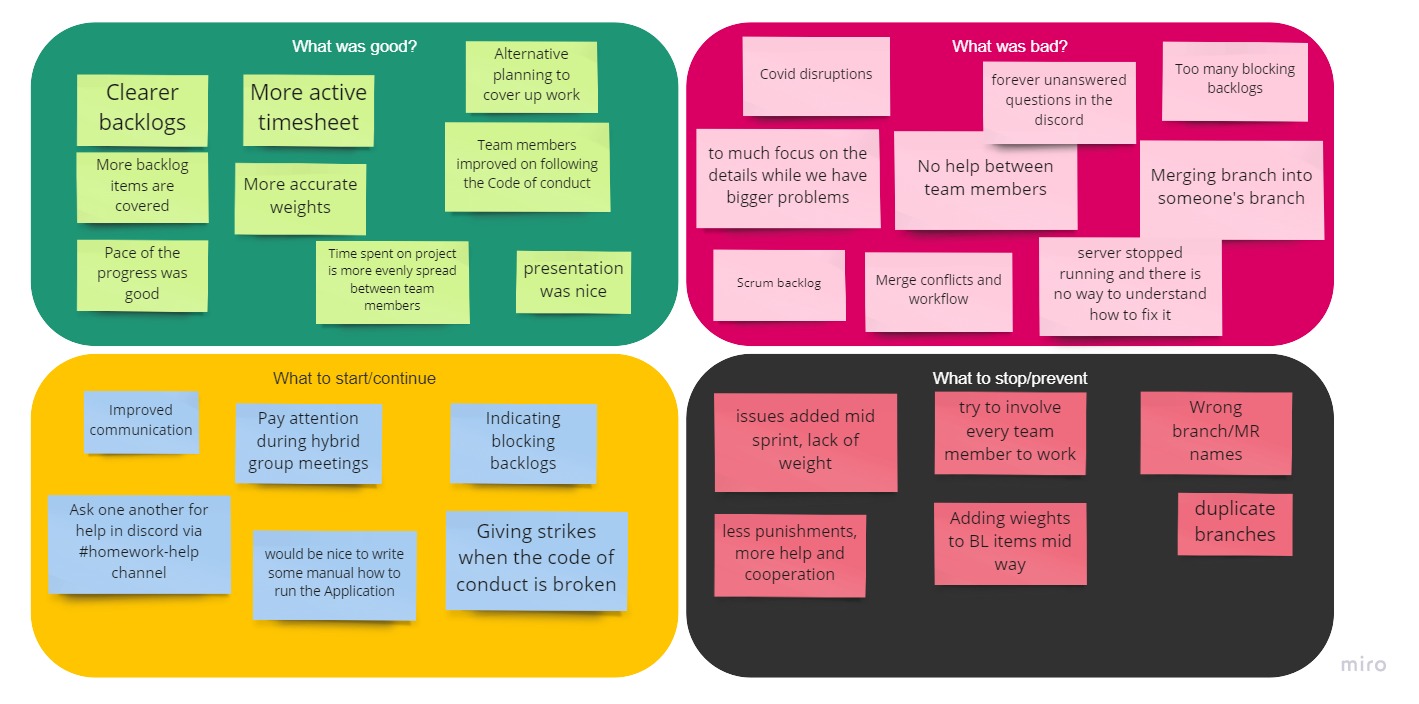 What was good?
Clearer
backlogs
More active
timesheet
Alternative
planning to
cover up work
More backlog
items are
covered
More accurate
weights
Team members
improved on following
the Code of conduct
Pace of the
progress was
good
Time spent on project
is more evenly spread
between team
members
presentation
was nice
What was bad?
Covid disruptions
forever unanswered
questions in the
discord
Too many blocking
backlogs
to much focus on the
details while we have
bigger problems
No help between
team members
Merging branch into
someone's branch
Scrum backlog
Merge conflicts and
workflow
server stopped
running and there is
no way to understand
how to fix it
What to start/continue
Improved
communication
Pay attention
during hybrid
group meetings
Indicating
blocking
backlogs
Ask one another for
help in discord via
#homework-help
channel
would be nice to write
some manual how to
run the Application
Giving strikes
when the code of
conduct is broken
What to stop/prevent
issues added mid
sprint, lack of
weight
try to involve
every team
member to work
Wrong
branch/MR
names
less punishments,
more help and
cooperation
Adding wieghts
to BL items mid
way
duplicate
branches
miro